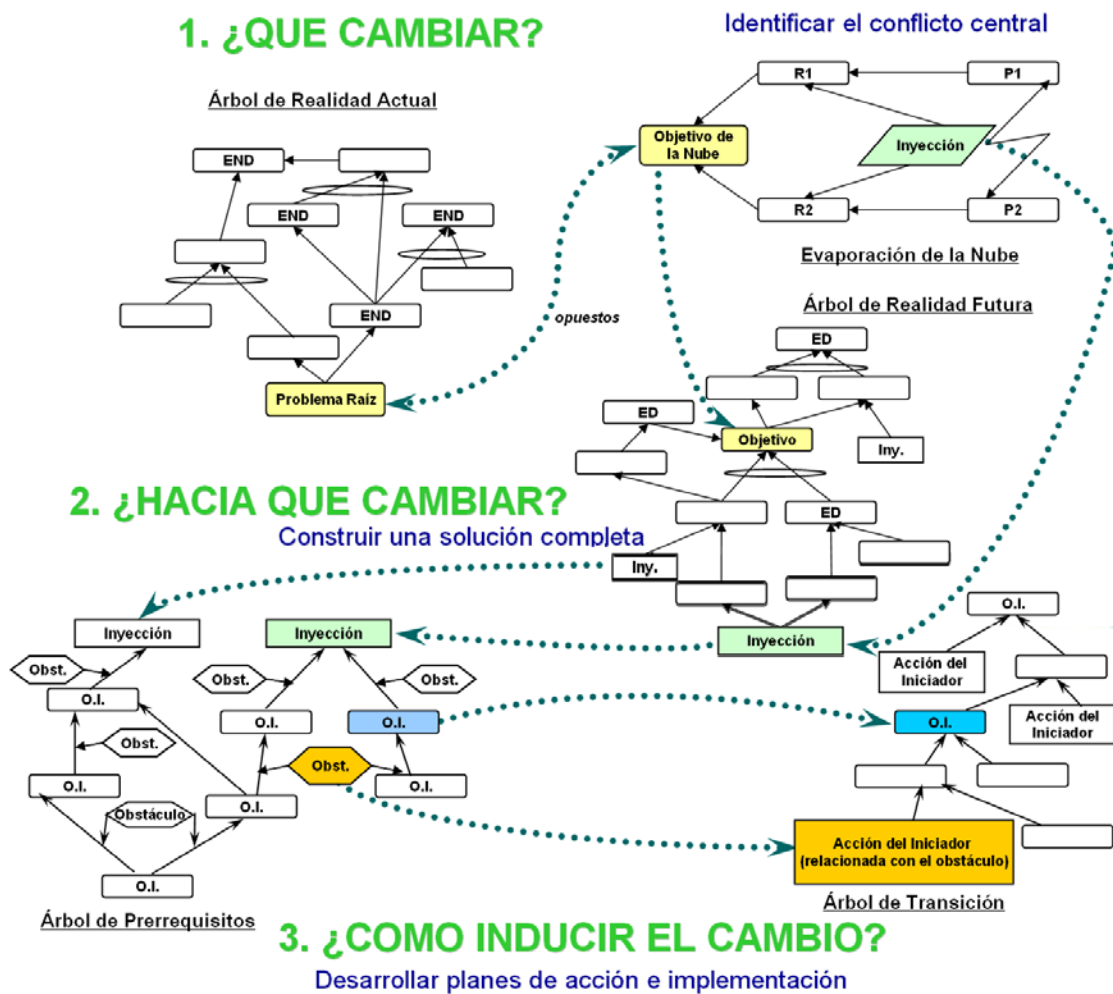 1. ¿QUE CAMBIAR?
Identificar el conflicto central
Árbol de Realidad Actual
END
END
END
END
Problema Raíz
R1
P1
Objetivo de
la Nube
Inyección
R2
P2
Evaporación de la Nube
opuestos
Árbol de Realidad Futura
ED
ED
Objetivo
Iny.
ED
Iny.
Inyección
2. ¿HACIA QUE CAMBIAR?
Construir una solución completa
Inyección
Obst.
O.I.
Obst.
O.I.
O.I.
Obstáculo
O.I.
Inyección
Obst.
Obst.
O.I.
O.I.
Obst.
O.I.
Árbol de Prerrequisitos
O.I.
Acción del
Iniciador
Acción del
Iniciador
O.I.
Acción del Iniciador
(relacionada con el obstáculo)
Árbol de Transición
3. ¿COMO INDUCIR EL CAMBIO?
Desarrollar planes de acción e implementación